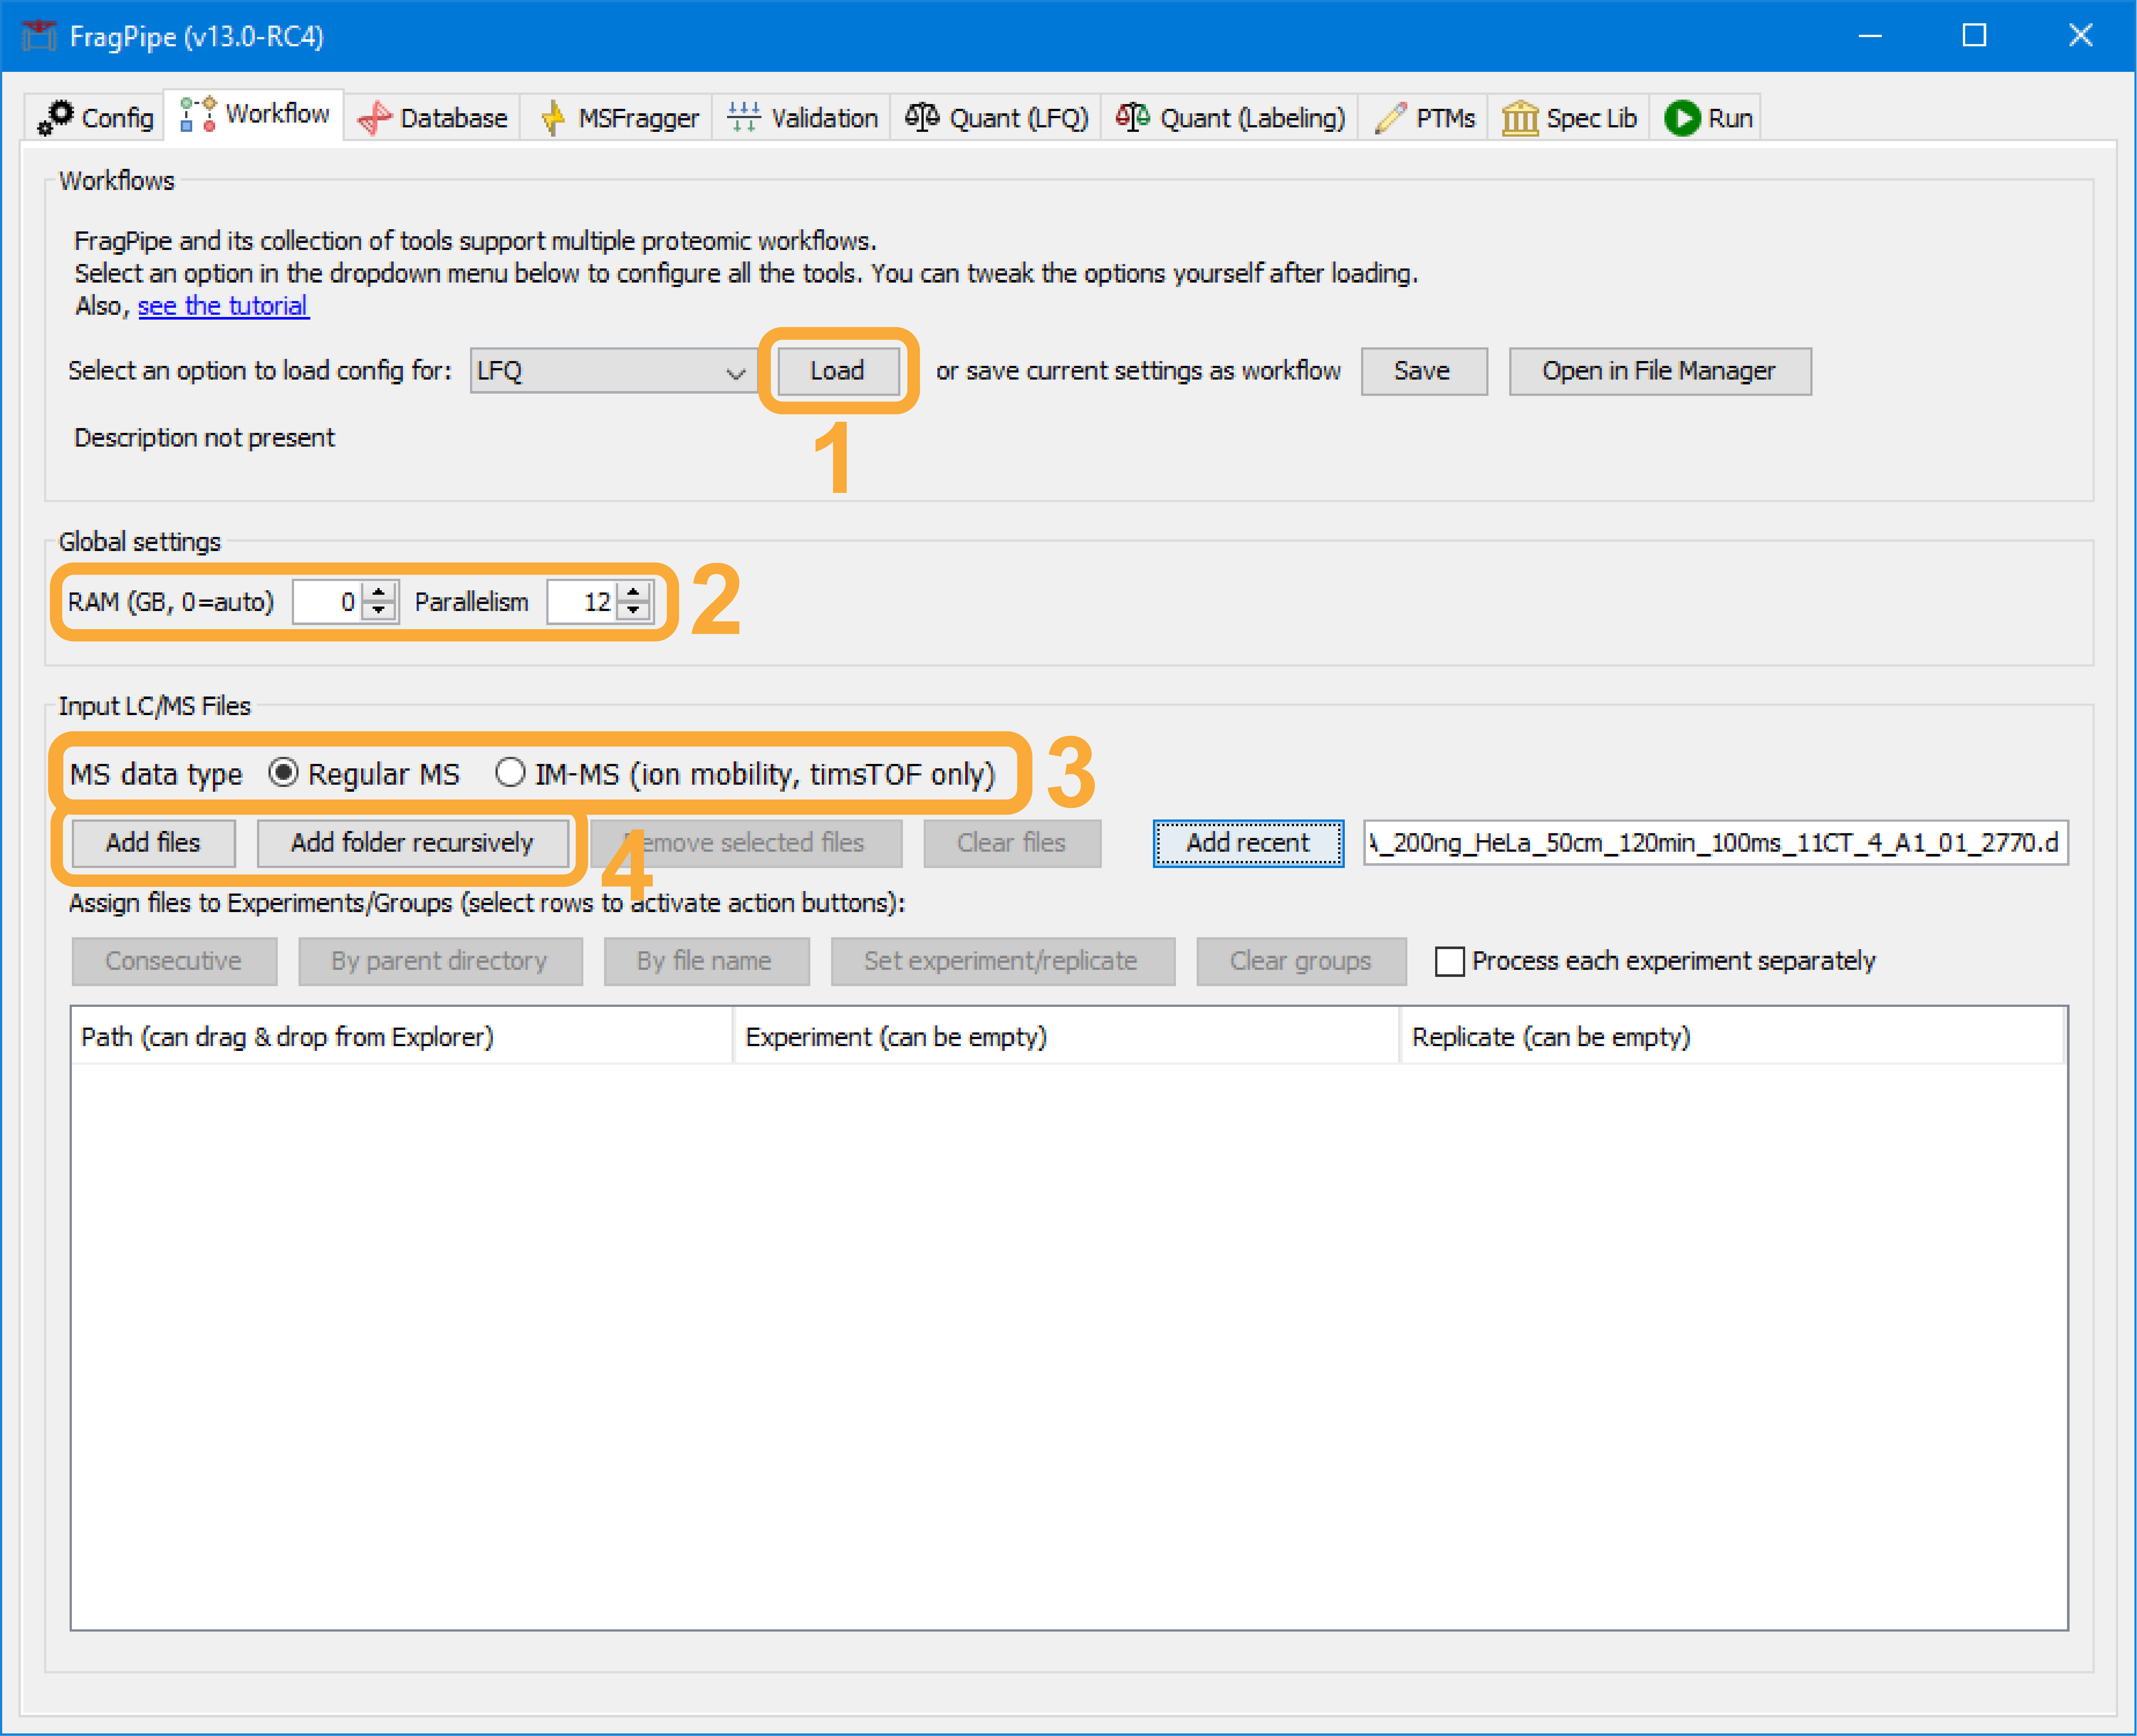 FragPipe (v13.0-RC4)
Config Workflow Database MSFragger Validation Quant (LFQ) Quant (Labeling) PTMs Spec Lib Run
Workflows
FragPipe and its collection of tools support multiple proteomic workflows.
Select an option in the dropdown menu below to configure all the tools. You can tweak the options yourself after loading.
Also, see the tutorial
Select an option to load config for: LFQ Load or save current settings as workflow Save Open in File Manager
1
Description not present
Global settings
RAM (GB, 0=auto) 0 Parallelism 12 2
Input LC/MS Files
MS data type Regular MS IM-MS (ion mobility, timsTOF only) 3
Add files Add folder recursively 4 emove selected files Clear files Add recent _200ng_HeLa_50cm_120min_100ms_11CT_4_A1_01_2770.d
Assign files to Experiments/Groups (select rows to activate action buttons):
Consecutive By parent directory By file name Set experiment/replicate Clear groups Process each experiment separately
Path (can drag & drop from Explorer) Experiment (can be empty) Replicate (can be empty)